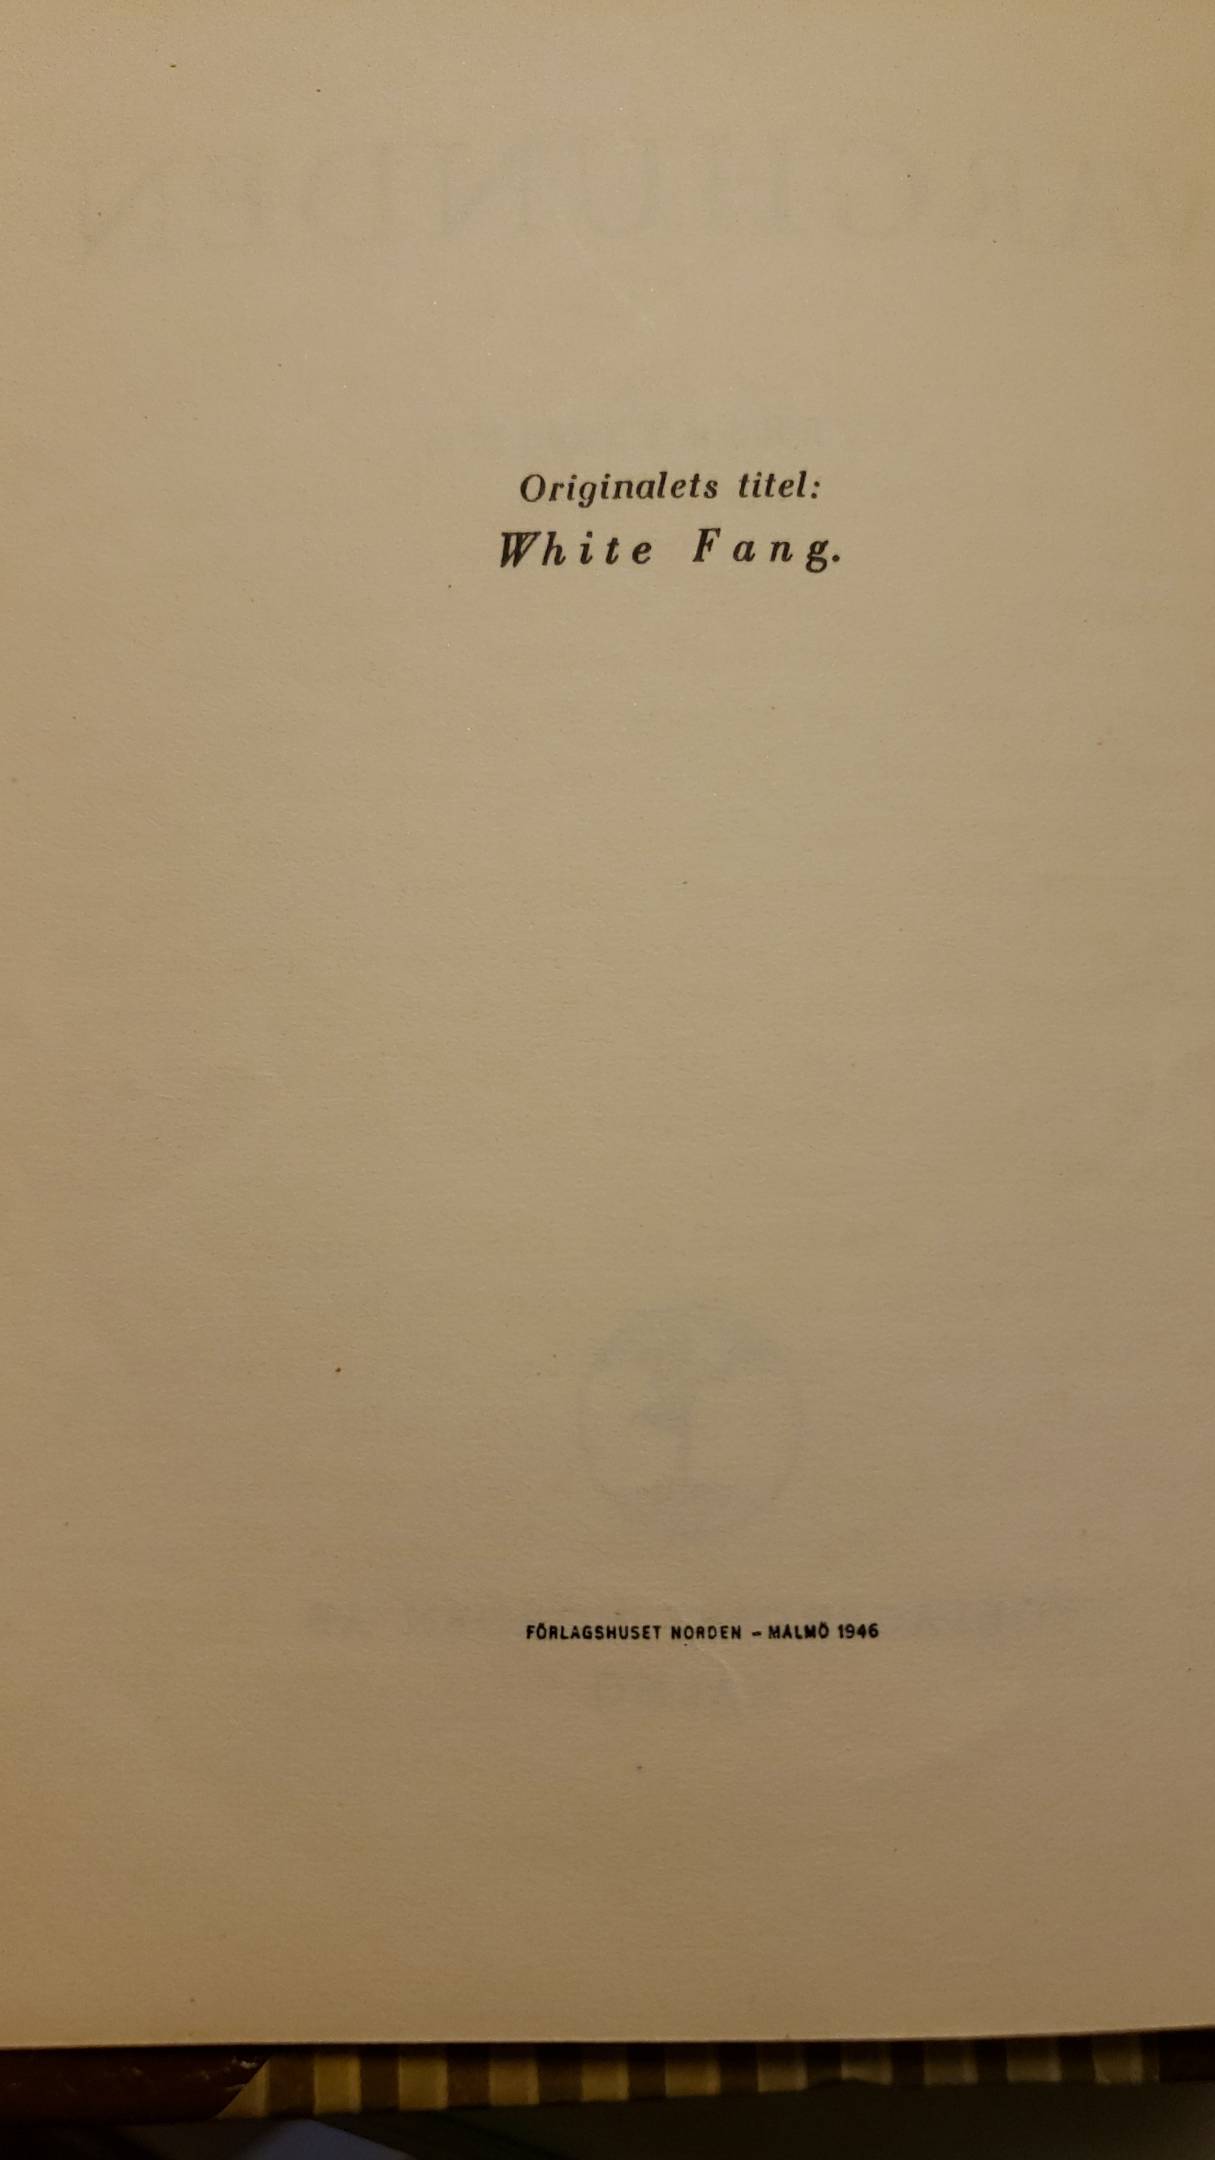 Originalets titel:
White Fang.
FÖRLAGSHUSET NORDEN – MALMÖ 1946